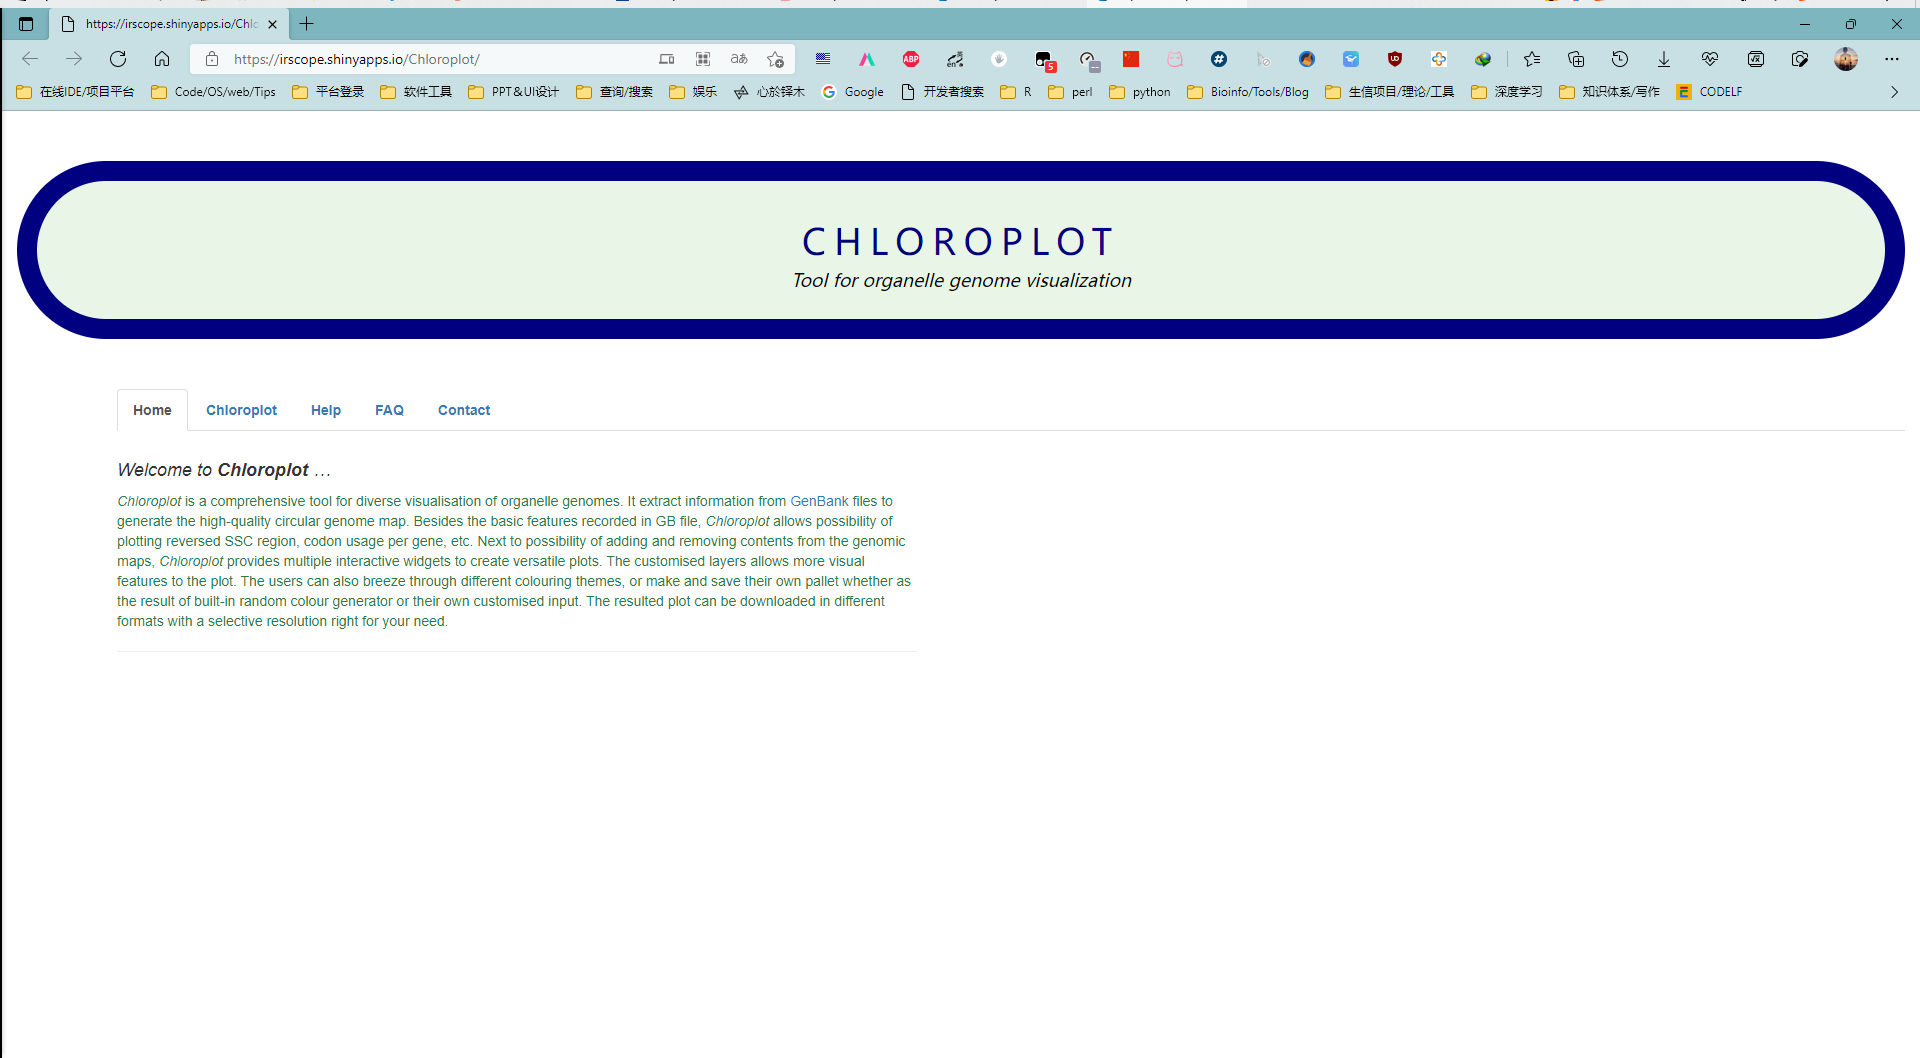 https://irscope.shinyapps.io/Chlo
https://irscope.shinyapps.io/Chloroplot/
aあ
ABP
en
5
UD
在线IDE/项目平台 Code/OS/web/Tips 平台登录 软件工具 PPT&UI设计 查询/搜索 娱乐 心於铎木 Google 开发者搜索 R perl python Bioinfo/Tools/Blog 生信项目/理论/工具 深度学习 知识体系/写作 CODELF
CHLOROPLOT
Tool for organelle genome visualization
Home Chloroplot Help FAQ Contact
Welcome to Chloroplot …
Chloroplot is a comprehensive tool for diverse visualisation of organelle genomes. It extract information from GenBank files to
generate the high-quality circular genome map. Besides the basic features recorded in GB file, Chloroplot allows possibility of
plotting reversed SSC region, codon usage per gene, etc. Next to possibility of adding and removing contents from the genomic
maps, Chloroplot provides multiple interactive widgets to create versatile plots. The customised layers allows more visual
features to the plot. The users can also breeze through different colouring themes, or make and save their own pallet whether as
the result of built-in random colour generator or their own customised input. The resulted plot can be downloaded in different
formats with a selective resolution right for your need.